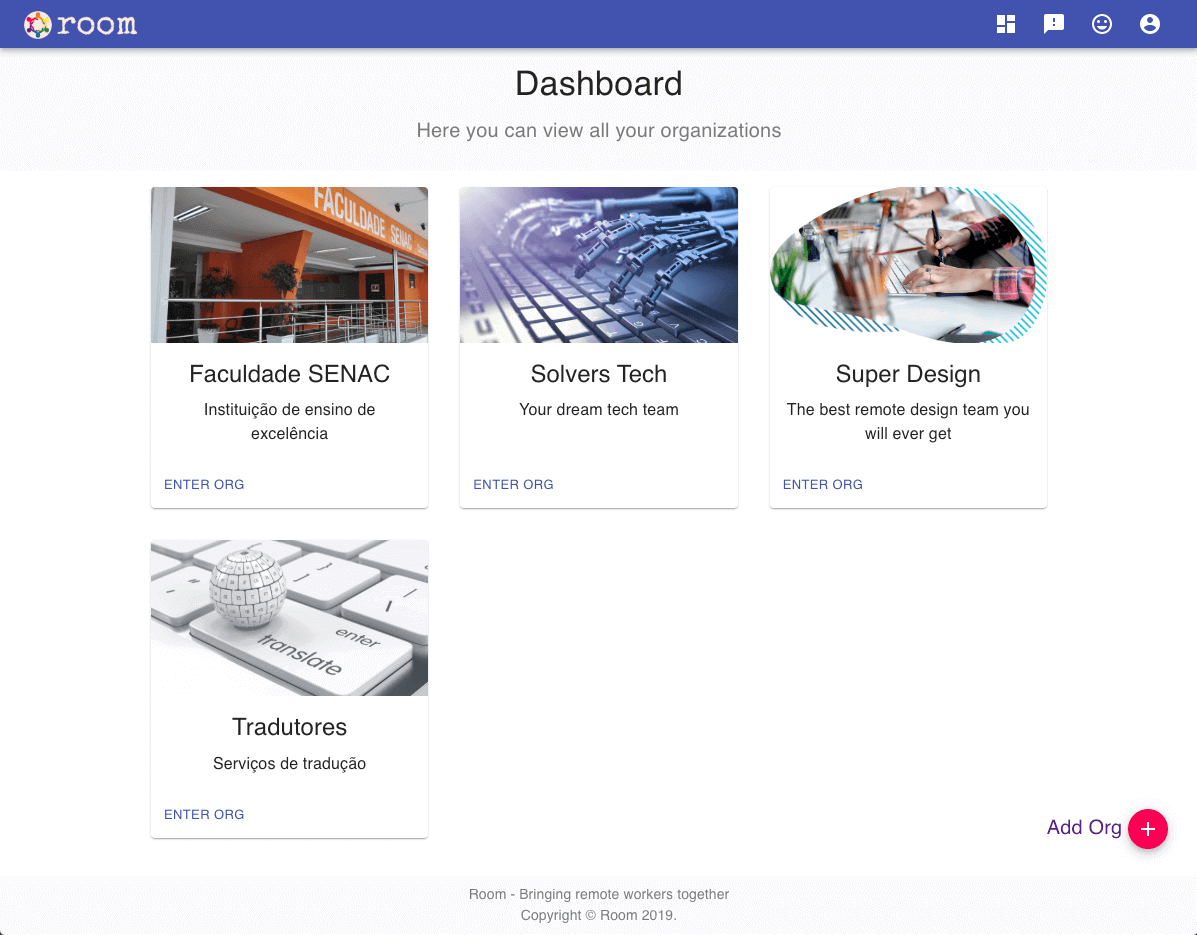 room
Dashboard
Here you can view all your organizations
FACULDADE SENAC
Faculdade SENAC
Instituição de ensino de
excelência
ENTER ORG
Solvers Tech
Your dream tech team
ENTER ORG
Super Design
The best remote design team you
will ever get
ENTER ORG
enter
translate
Tradutores
Serviços de tradução
ENTER ORG
Add Org
Room - Bringing remote workers together
Copyright © Room 2019.